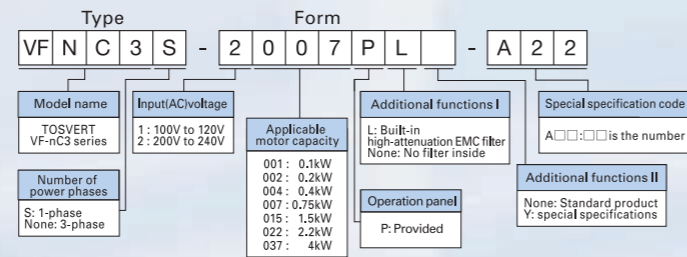 Type Form
VF N C 3 S - 2 0 0 7 P L - A 2 2
Model name
TOSVERT
VF-nC3 series
Number of
power phases
S: 1-phase
None: 3-phase
Input(AC)voltage
1 : 100V to 120V
2 : 200V to 240V
Applicable
motor capacity
001 : 0.1kW
002 : 0.2kW
004 : 0.4kW
007 : 0.75kW
015 : 1.5kW
022 : 2.2kW
037 : 4kW
Additional functions I
L: Built-in
high-attenuation EMC filter
None: No filter inside
Operation panel
P: Provided
Special specification code
A□□:□□is the number
Additional functions II
None: Standard product
Y: special specifications